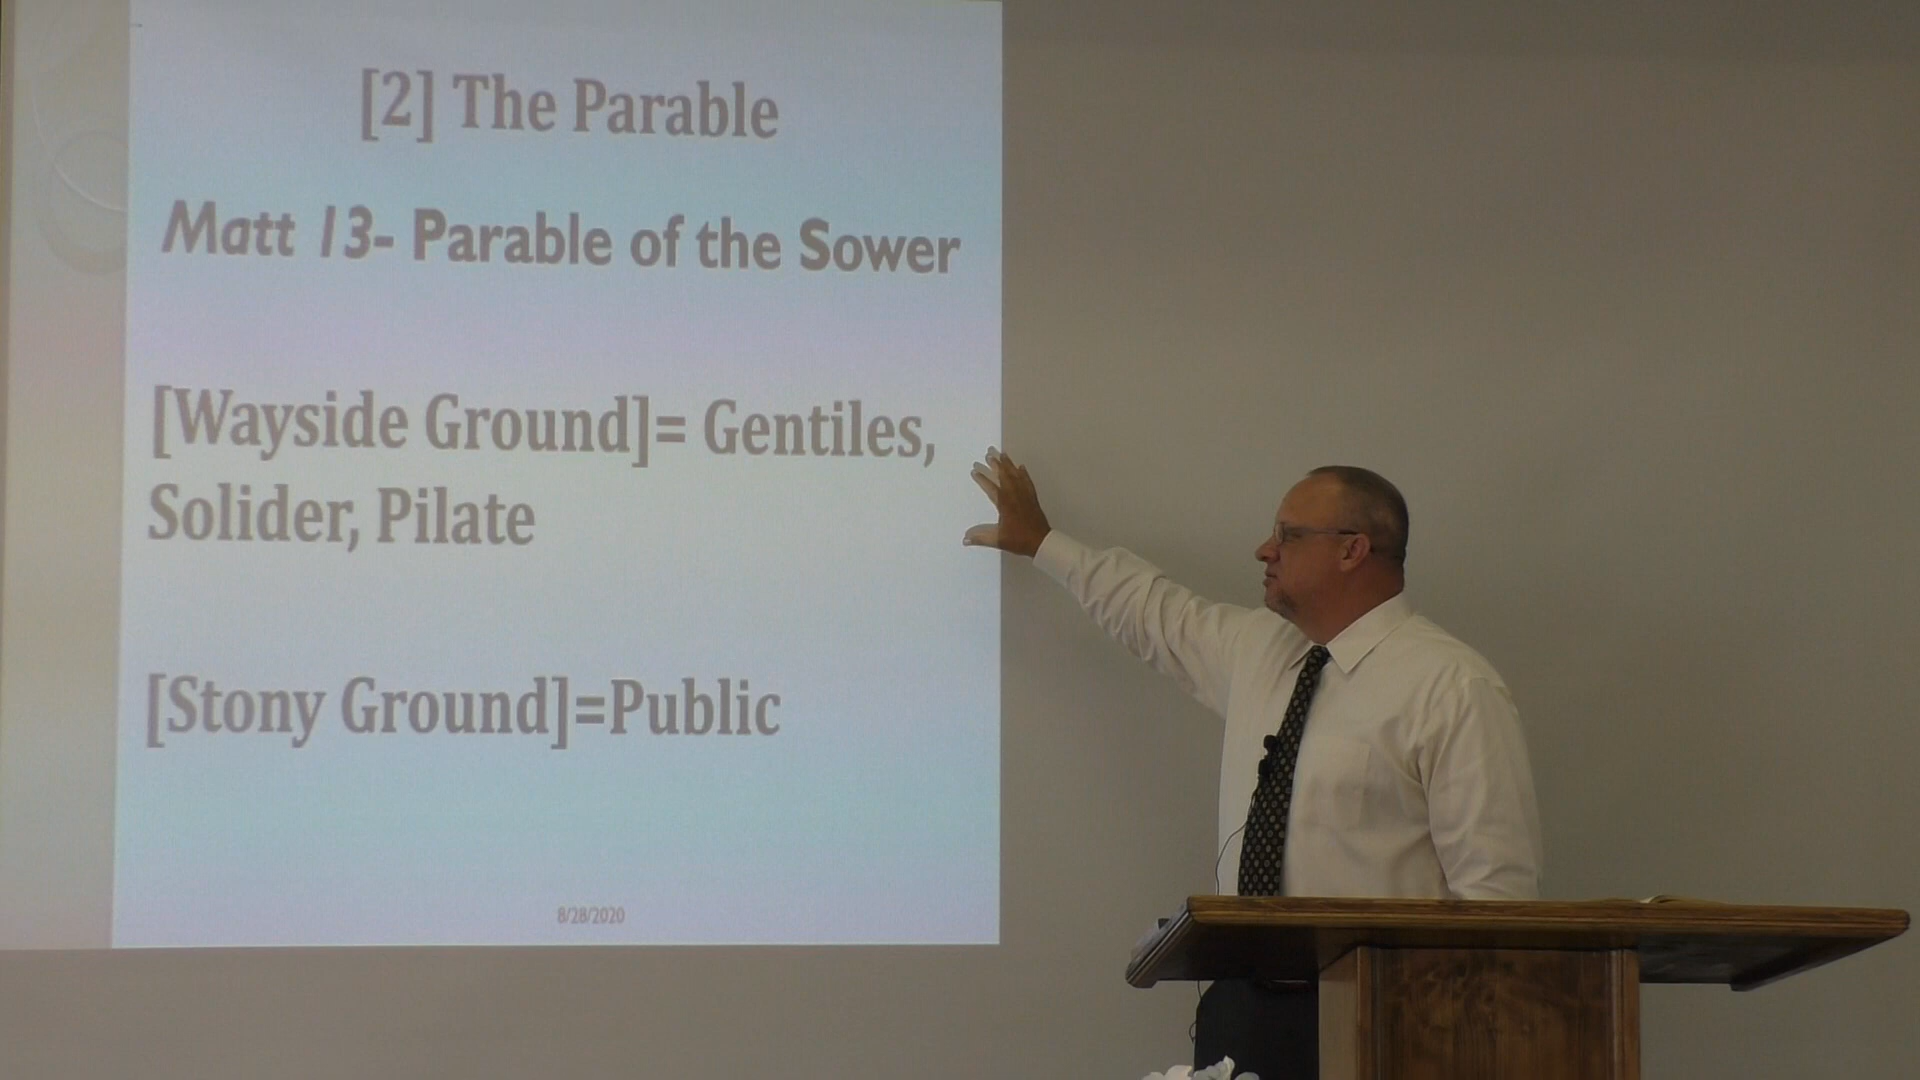 [2] The Parable
Matt 13- Parable of the Sower
[Wayside Ground]= Gentiles,
Solider, Pilate
[Stony Ground]=Public
8/28/2020